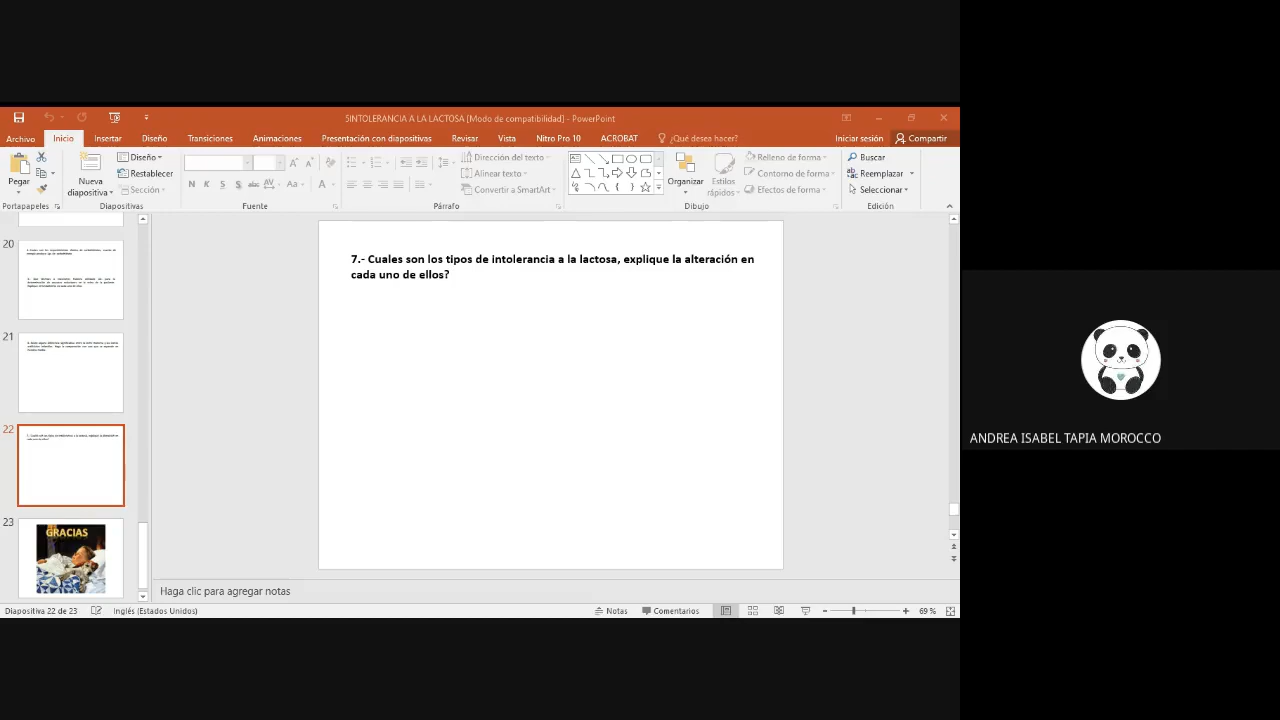 SINTOLERANCIA A LA LACTOSA [Modo de compatibilidad] - PowerPoint
Archivo Inicio Insertar Diseño Transiciones Animaciones Presentación con diapositivas Revisar Vista Nitro Pro 10 ACROBAT ¿Qué desea hacer? Iniciar sesión Compartir
Pegar
Nueva diapositiva
Diseño
Restablecer
Sección
N K S S abc AV Aa A
Dirección del texto
Alinear texto
Convertir a SmartArt
Organizar
Estilos rápidos
Relleno de forma
Contorno de forma
Efectos de forma
Buscar
Reemplazar
Seleccionar
Portapapeles Diapositivas Fuente Párrafo Dibujo Edición
20
21
22
23
GRACIAS
7.- Cuales son los tipos de intolerancia a la lactosa, explique la alteración en
cada uno de ellos?
Haga clic para agregar notas
Diapositiva 22 de 23 Inglés (Estados Unidos) Notas Comentarios 69 %
ANDREA ISABEL TAPIA MOROCCO